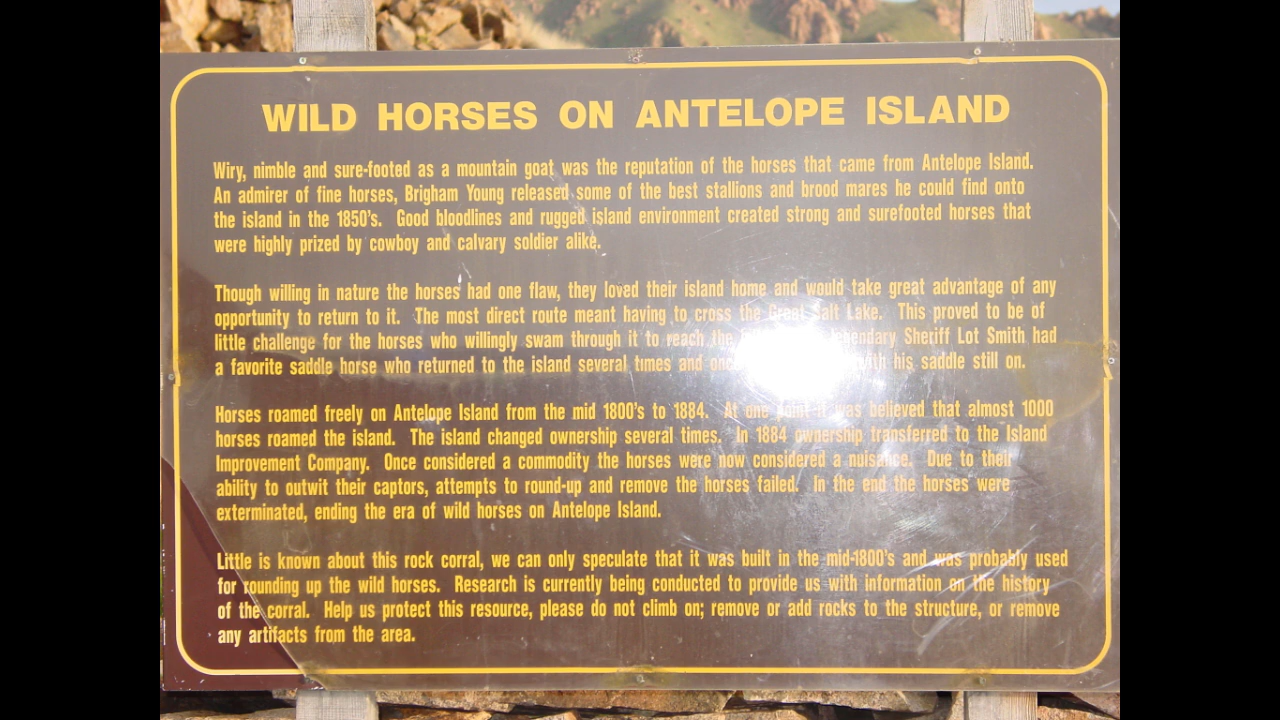 WILD HORSES ON ANTELOPE ISLAND
Wiry, nimble and sure-footed as a mountain goat was the reputation of the horses that came from Antelope Island.
An admirer of fine horses, Brigham Young released some of the best stallions and brood mares he could find onto
the island in the 1850's. Good bloodlines and rugged island environment created strong and surefooted horses that
were highly prized by cowboy and calvary soldier alike.
Though willing in nature the horses had one flaw, they loved their island home and would take great advantage of any
opportunity to return to it. The most direct route meant having to cross the Great Salt Lake. This proved to be of
little challenge for the horses who willingly swam through it to reach the legendary Sheriff Lot Smith had
a favorite saddle horse who returned to the island several times and once with his saddle still on.
Horses roamed freely on Antelope Island from the mid 1800's to 1884. At one point it was believed that almost 1000
horses roamed the island. The island changed ownership several times. In 1884 ownership transferred to the Island
Improvement Company. Once considered a commodity the horses were now considered a nuisance. Due to their
ability to outwit their captors, attempts to round-up and remove the horses failed. In the end the horses were
exterminated, ending the era of wild horses on Antelope Island.
Little is known about this rock corral, we can only speculate that it was built in the mid-1800's and was probably used
for rounding up the wild horses. Research is currently being conducted to provide us with information on the history
of the corral. Help us protect this resource, please do not climb on; remove or add rocks to the structure, or remove
any artifacts from the area.